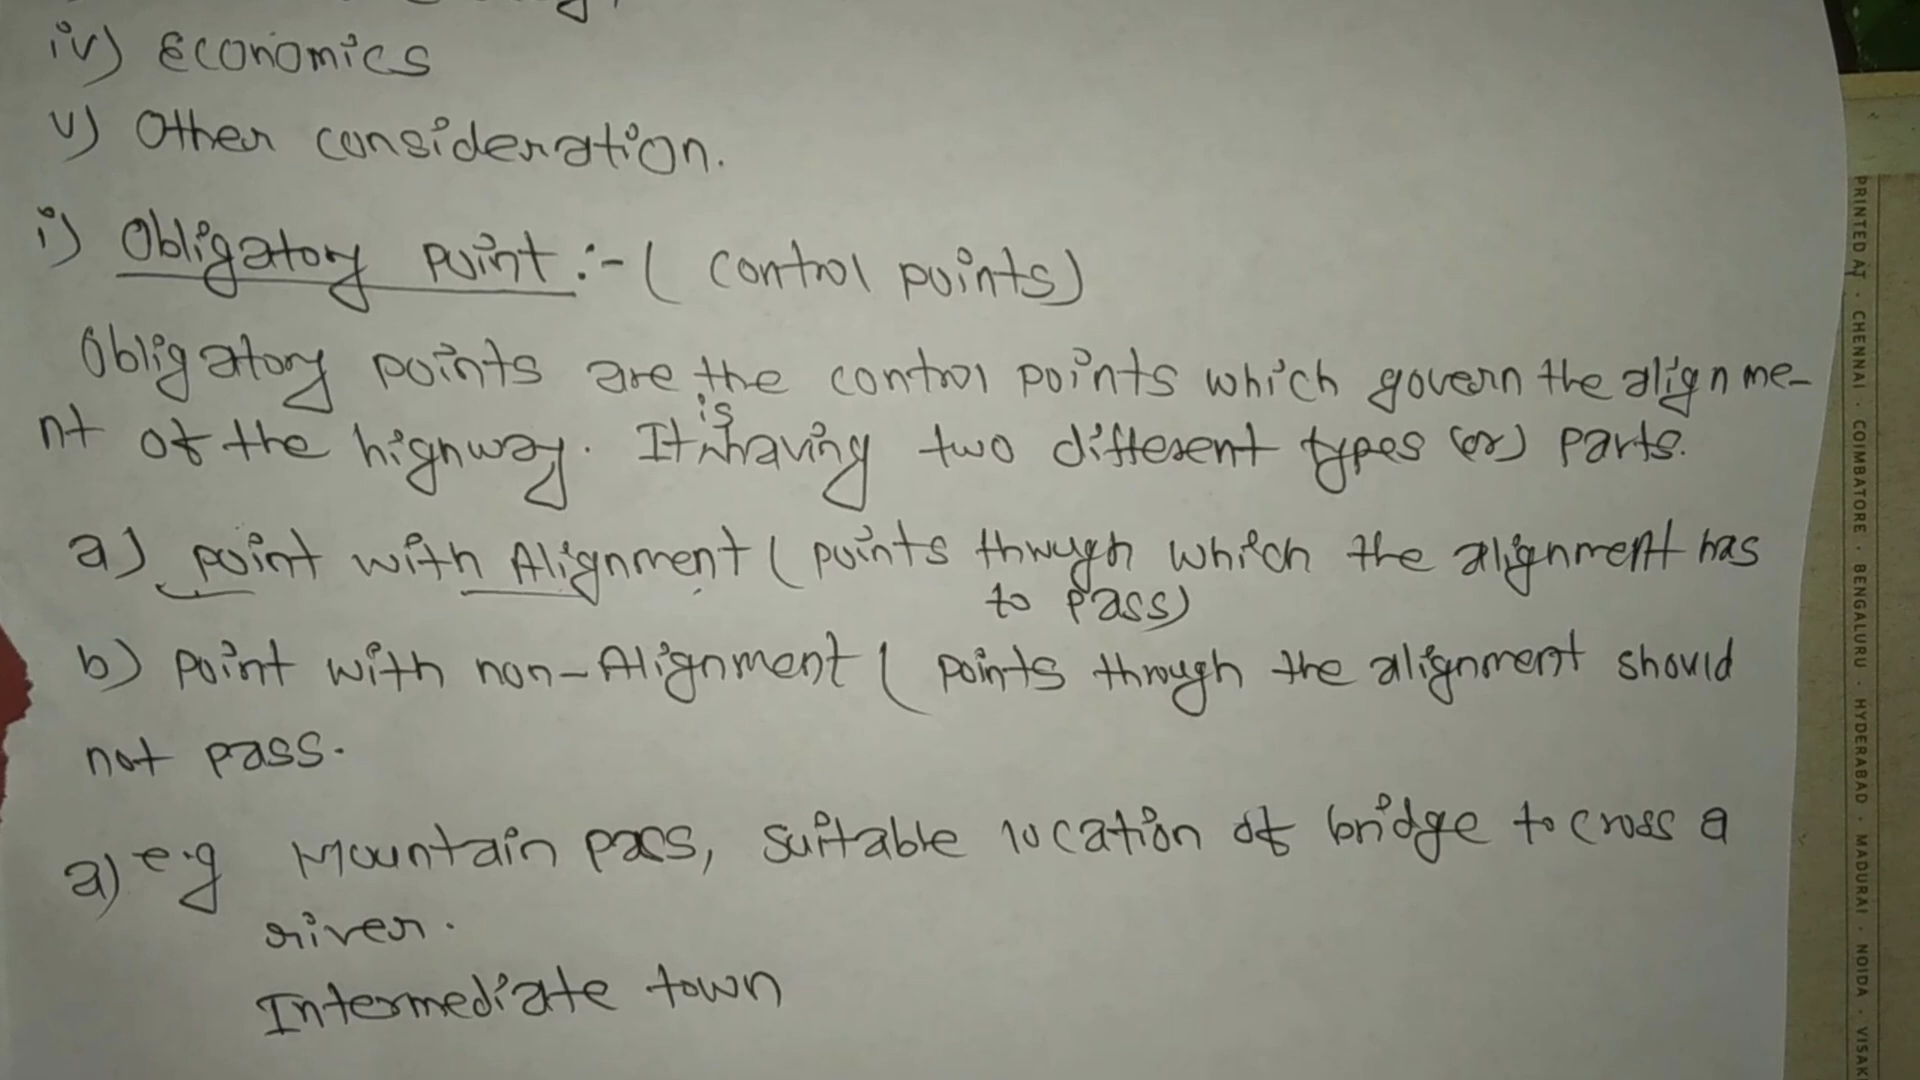 iv) Economics
v) Other consideration.
i) Obligatory point :- ( control points)
Obligatory points are the control points which govern the alignme-
nt of the highway. It is having two different types (or) parts.
a) point with Alignment ( points through which the alignment has
to pass)
b) point with non-Alignment ( points through the alignment should
not pass.
a) e.g Mountain pass, suitable location of bridge to cross a
river.
Intermediate town
PRINTED AT . CHENNAI . COIMBATORE . BENGALURU . HYDERABAD . MADURAI . NOIDA . VISAK